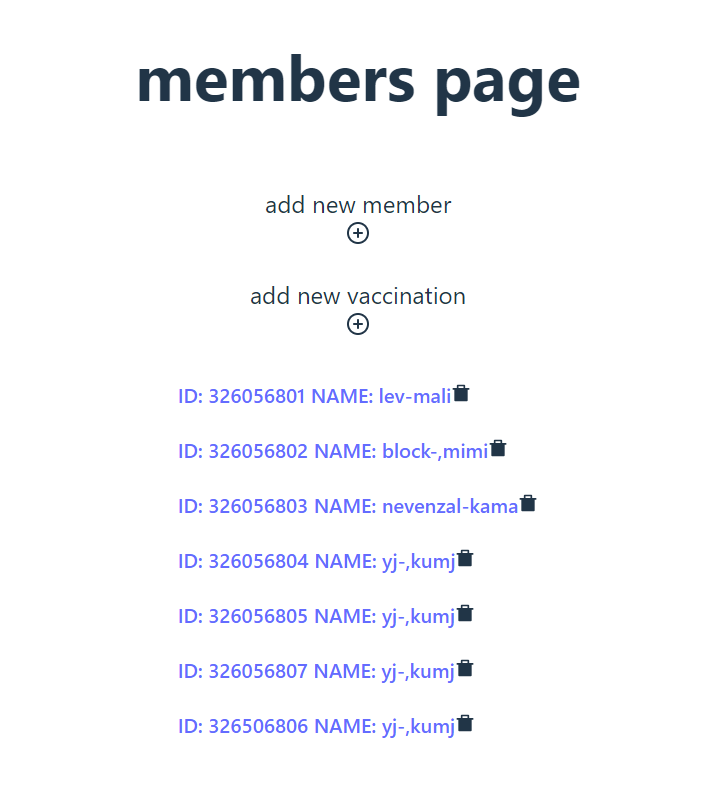 members page
add new member
add new vaccination
ID: 326056801 NAME: lev-mali
ID: 326056802 NAME: block-,mimi
ID: 326056803 NAME: nevenzal-kama
ID: 326056804 NAME: yj-,kumj
ID: 326056805 NAME: yj-,kumj
ID: 326056807 NAME: yj-,kumj
ID: 326506806 NAME: yj-,kumj